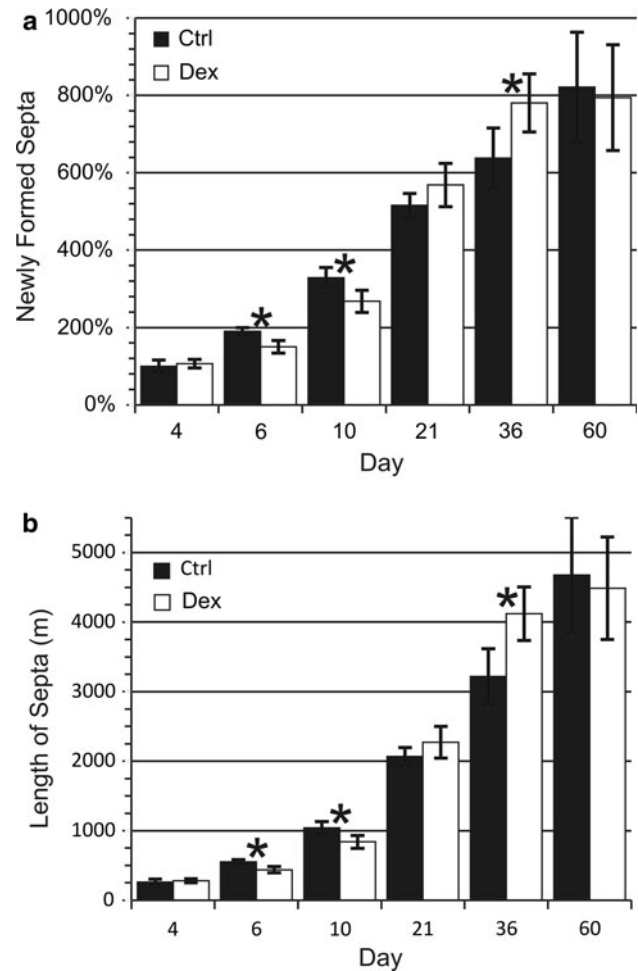 a
1000%
800%
600%
400%
200%
0%
Newly Formed Septa
Ctrl
Dex
*
*
*
4 6 10 21 36 60
Day
b
5000
4000
3000
2000
1000
0
Length of Septa (m)
Ctrl
Dex
*
*
*
4 6 10 21 36 60
Day